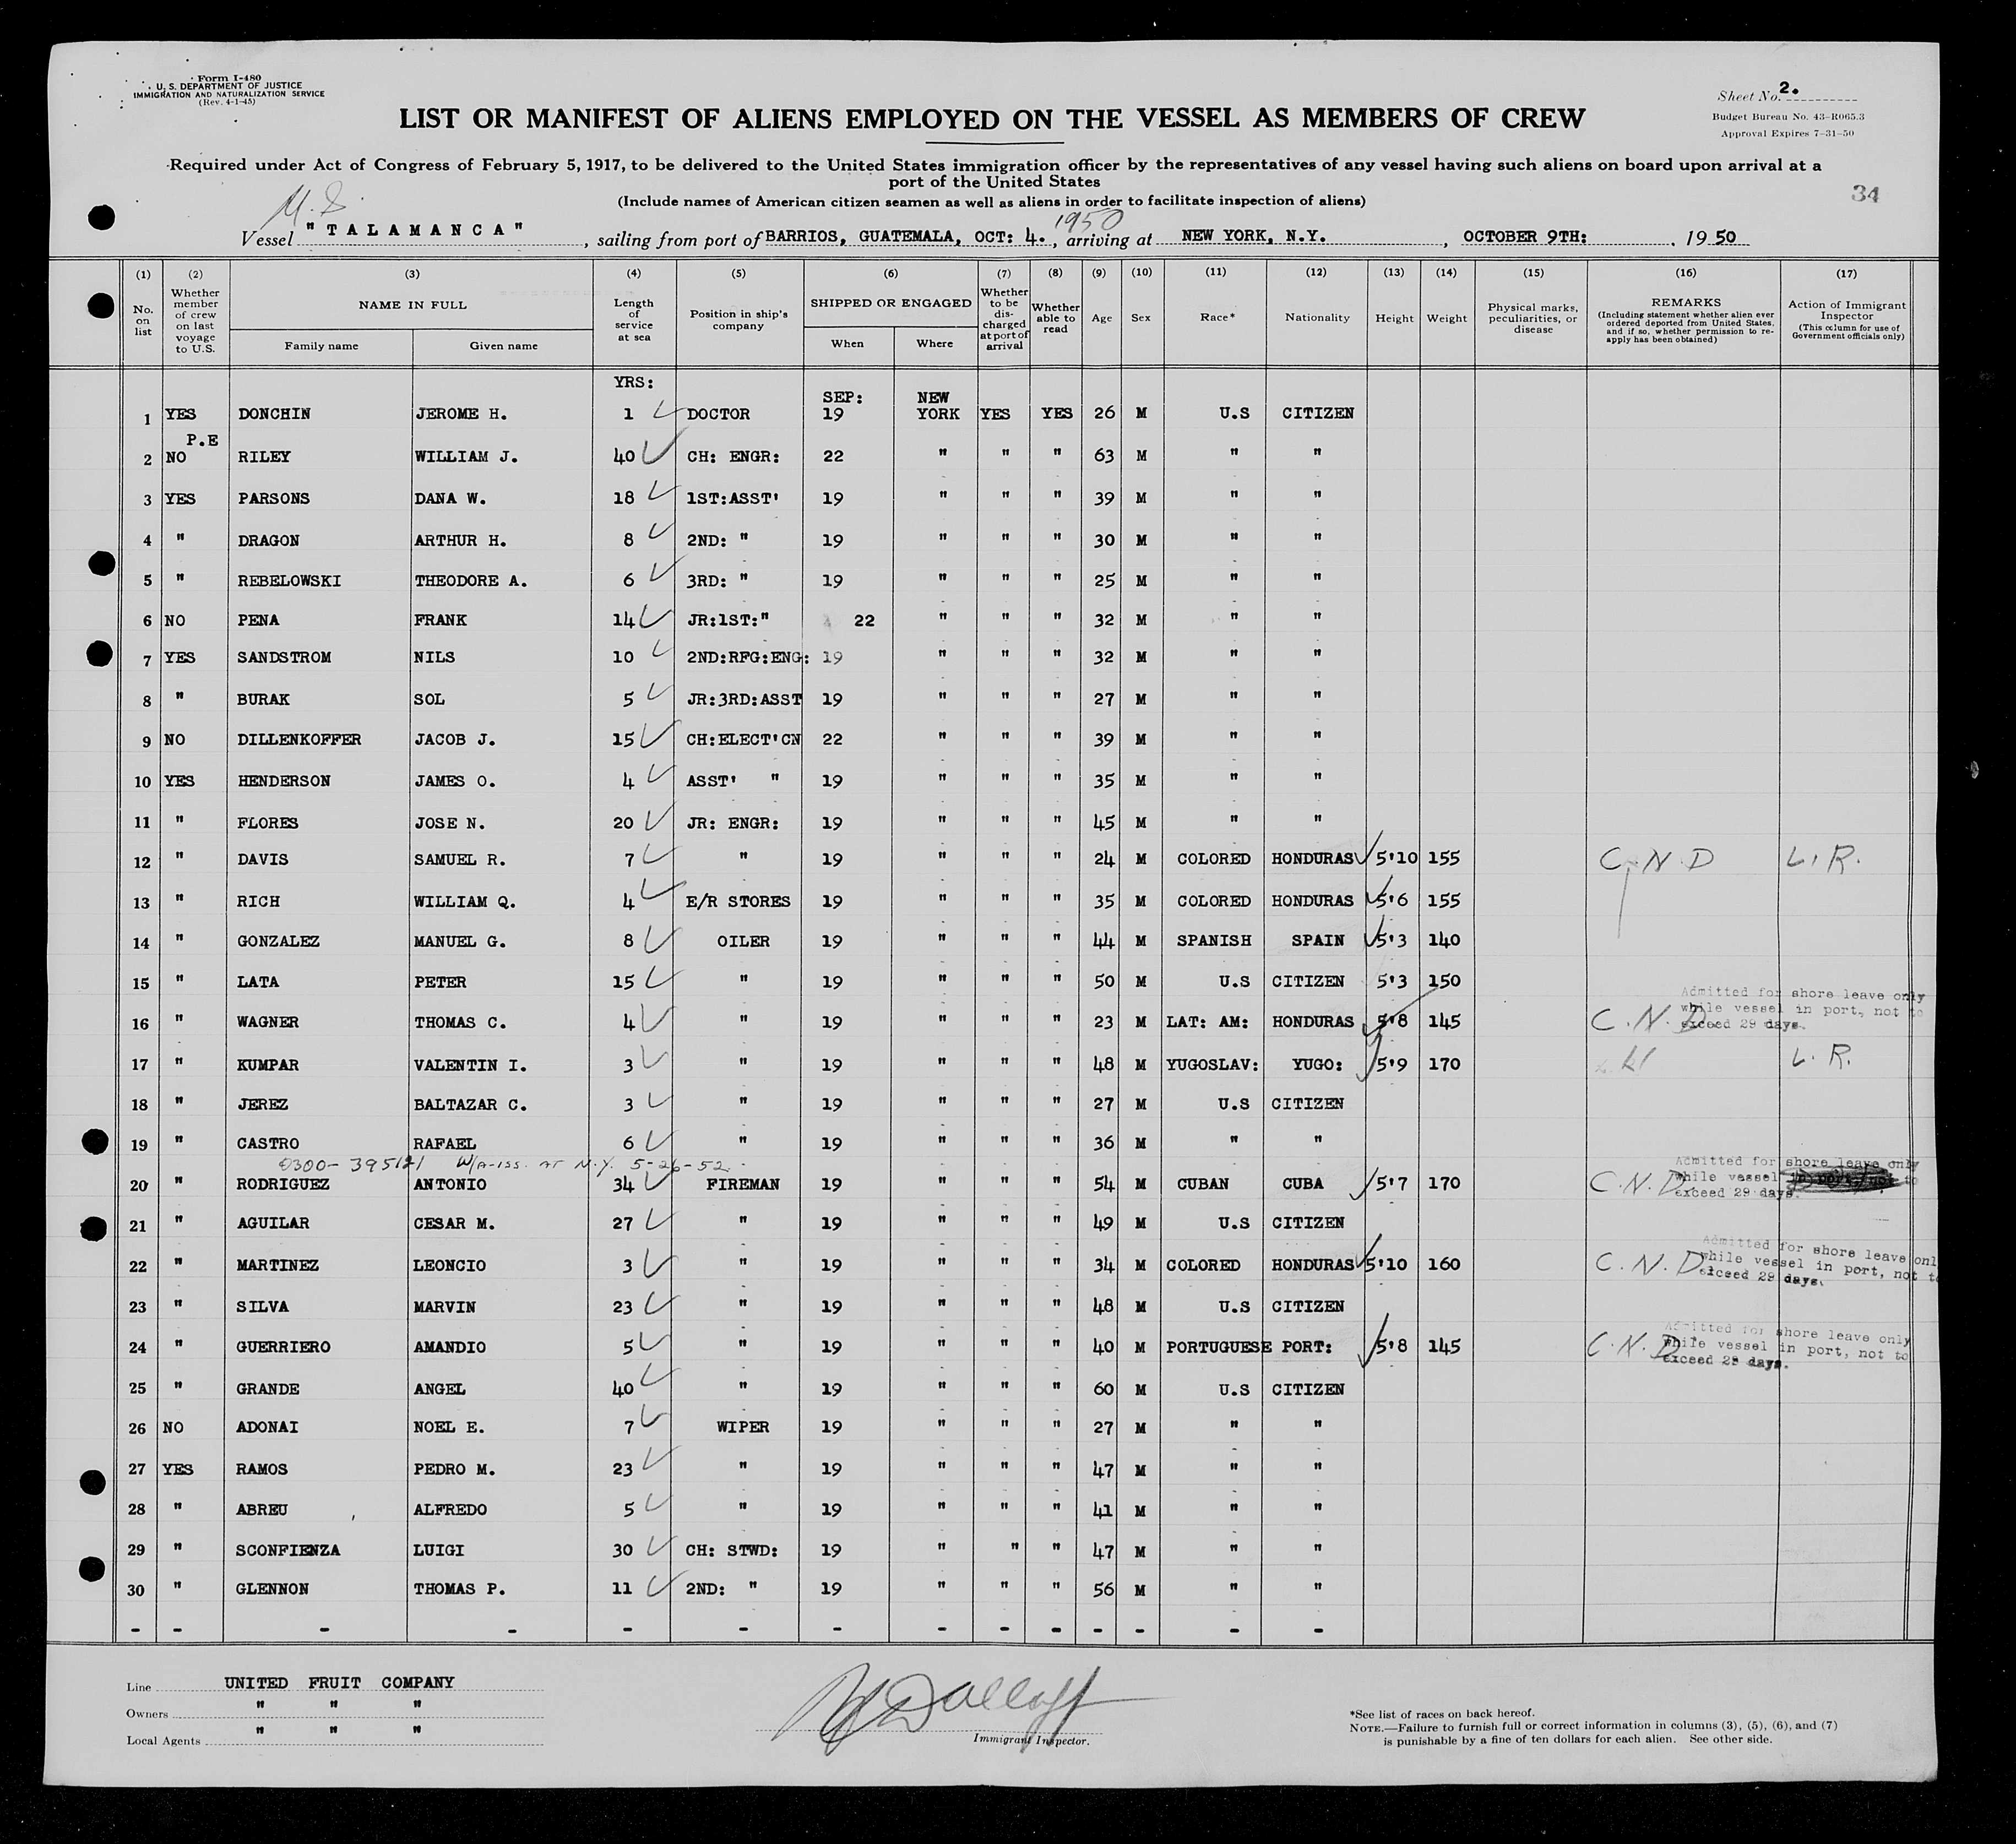 Form I-480
U. S. DEPARTMENT OF JUSTICE
IMMIGRATION AND NATURALIZATION SERVICE
(Rev. 4-1-45)
Sheet No. 2.
Budget Bureau No. 43-R065.3
Approval Expires 7-31-50
LIST OR MANIFEST OF ALIENS EMPLOYED ON THE VESSEL AS MEMBERS OF CREW
Required under Act of Congress of February 5, 1917, to be delivered to the United States immigration officer by the representatives of any vessel having such aliens on board upon arrival at a
port of the United States
(Include names of American citizen seamen as well as aliens in order to facilitate inspection of aliens)
34
M.S. 1950
Vessel "TALAMANCA", sailing from port of BARRIOS, GUATEMALA, OCT: 4., arriving at NEW YORK, N.Y., OCTOBER 9TH:, 1950
(1) (2) (3) (4) (5) (6) (7) (8) (9) (10) (11) (12) (13) (14) (15) (16) (17)
No. on list
Whether member of crew on last voyage to U.S.
NAME IN FULL
Family name
Given name
Length of service at sea
Position in ship's company
SHIPPED OR ENGAGED
When
Where
Whether to be discharged at port of arrival
Whether able to read
Age
Sex
Race*
Nationality
Height
Weight
Physical marks, peculiarities, or disease
REMARKS
(Including statement whether alien ever ordered deported from United States, and if so, whether permission to re-apply has been obtained)
Action of Immigrant Inspector
(This column for use of Government officials only)
YRS:
SEP: NEW
1 YES DONCHIN JEROME H. 1 DOCTOR 19 YORK YES YES 26 M U.S CITIZEN
P.E
2 NO RILEY WILLIAM J. 40 CH: ENGR: 22 " " " 63 M " "
3 YES PARSONS DANA W. 18 1ST:ASST' 19 " " " 39 M " "
4 " DRAGON ARTHUR H. 8 2ND: " 19 " " " 30 M " "
5 " REBELOWSKI THEODORE A. 6 3RD: " 19 " " " 25 M " "
6 NO PENA FRANK 14 JR:1ST:" 22 " " " 32 M " "
7 YES SANDSTROM NILS 10 2ND:RFG:ENG: 19 " " " 32 M " "
8 " BURAK SOL 5 JR:3RD:ASST 19 " " " 27 M " "
9 NO DILLENKOFFER JACOB J. 15 CH:ELECT'CN 22 " " " 39 M " "
10 YES HENDERSON JAMES O. 4 ASST' " 19 " " " 35 M " "
11 " FLORES JOSE N. 20 JR: ENGR: 19 " " " 45 M " "
12 " DAVIS SAMUEL R. 7 " 19 " " " 24 M COLORED HONDURAS 5'10 155 C.N.D L.R.
13 " RICH WILLIAM Q. 4 E/R STORES 19 " " " 35 M COLORED HONDURAS 5'6 155
14 " GONZALEZ MANUEL G. 8 OILER 19 " " " 44 M SPANISH SPAIN 5'3 140
15 " LATA PETER 15 " 19 " " " 50 M U.S CITIZEN 5'3 150
16 " WAGNER THOMAS C. 4 " 19 " " " 23 M LAT: AM: HONDURAS 5'8 145 C.N.D Admitted for shore leave only while vessel in port, not to exceed 29 days.
17 " KUMPAR VALENTIN I. 3 " 19 " " " 48 M YUGOSLAV: YUGO: 5'9 170 L.R.
18 " JEREZ BALTAZAR C. 3 " 19 " " " 27 M U.S CITIZEN
19 " CASTRO RAFAEL 6 " 19 " " " 36 M " "
0300-395121 W/A-ISS. AT N.Y. 5-26-52
20 " RODRIGUEZ ANTONIO 34 FIREMAN 19 " " " 54 M CUBAN CUBA 5'7 170 C.N.D Admitted for shore leave only while vessel in port, not to exceed 29 days.
21 " AGUILAR CESAR M. 27 " 19 " " " 49 M U.S CITIZEN
22 " MARTINEZ LEONCIO 3 " 19 " " " 34 M COLORED HONDURAS 5'10 160 C.N.D Admitted for shore leave only while vessel in port, not to exceed 29 days.
23 " SILVA MARVIN 23 " 19 " " " 48 M U.S CITIZEN
24 " GUERRIERO AMANDIO 5 " 19 " " " 40 M PORTUGUESE PORT: 5'8 145 C.N.D Admitted for shore leave only while vessel in port, not to exceed 29 days.
25 " GRANDE ANGEL 40 " 19 " " " 60 M U.S CITIZEN
26 NO ADONAI NOEL E. 7 WIPER 19 " " " 27 M " "
27 YES RAMOS PEDRO M. 23 " 19 " " " 47 M " "
28 " ABREU ALFREDO 5 " 19 " " " 41 M " "
29 " SCONFIENZA LUIGI 30 CH: STWD: 19 " " " 47 M " "
30 " GLENNON THOMAS P. 11 2ND: " 19 " " " 56 M " "
- - - - - - - - - - - - - -
Line UNITED FRUIT COMPANY
Owners " " "
Local Agents " " "
Immigrant Inspector.
*See list of races on back hereof.
NOTE.—Failure to furnish full or correct information in columns (3), (5), (6), and (7)
is punishable by a fine of ten dollars for each alien. See other side.